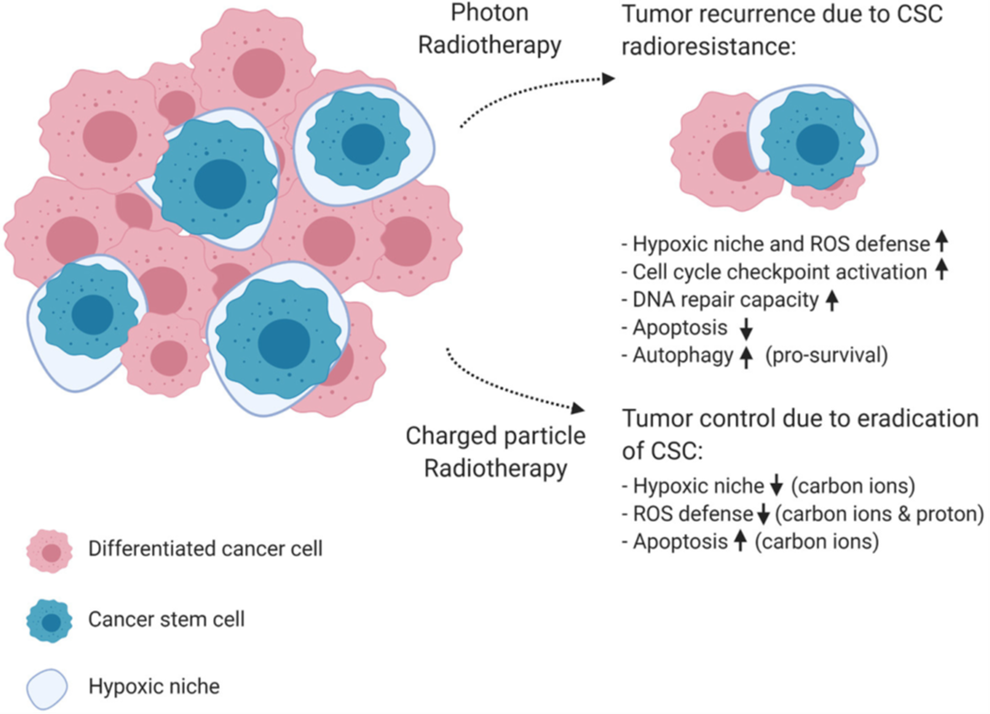 Photon
Radiotherapy
Tumor recurrence due to CSC
radioresistance:
- Hypoxic niche and ROS defense ↑
- Cell cycle checkpoint activation ↑
- DNA repair capacity ↑
- Apoptosis ↓
- Autophagy ↑ (pro-survival)
Charged particle
Radiotherapy
Tumor control due to eradication
of CSC:
- Hypoxic niche ↓ (carbon ions)
- ROS defense ↓ (carbon ions & proton)
- Apoptosis ↑ (carbon ions)
Differentiated cancer cell
Cancer stem cell
Hypoxic niche